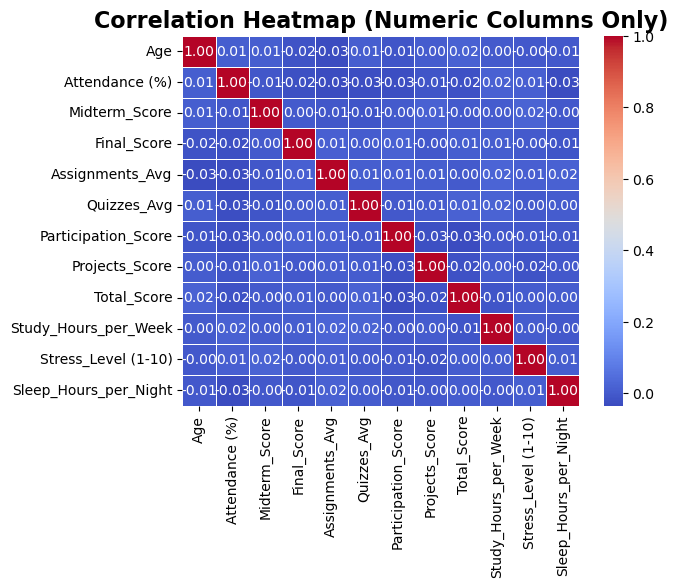 Correlation Heatmap (Numeric Columns Only)
Age 1.00 0.01 0.01 -0.02 -0.03 0.01 -0.01 0.00 0.02 -0.00 -0.00 -0.01
Attendance (%) 0.01 1.00 -0.01 -0.02 -0.03 -0.03 -0.03 -0.01 -0.02 0.02 0.01 -0.03
Midterm_Score 0.01 -0.01 1.00 0.00 -0.01 -0.01 -0.00 0.01 -0.00 0.00 0.02 -0.00
Final_Score -0.02 -0.02 0.00 1.00 0.01 0.00 0.01 -0.00 0.01 0.01 -0.00 -0.01
Assignments_Avg -0.03 -0.03 -0.01 0.01 1.00 0.01 0.01 0.01 0.00 0.02 0.01 0.02
Quizzes_Avg 0.01 -0.03 -0.01 0.00 0.01 1.00 -0.01 0.01 0.01 0.02 0.00 0.00
Participation_Score -0.01 -0.03 -0.00 0.01 0.01 -0.01 1.00 -0.03 -0.03 -0.00 -0.01 -0.01
Projects_Score 0.00 -0.01 0.01 -0.00 0.01 0.01 -0.03 1.00 -0.02 0.00 -0.02 -0.00
Total_Score 0.02 -0.02 -0.00 0.01 0.00 0.01 -0.03 -0.02 1.00 -0.01 0.00 0.00
Study_Hours_per_Week -0.00 0.02 0.00 0.01 0.02 0.02 -0.00 0.00 -0.01 1.00 0.00 -0.00
Stress_Level (1-10) -0.00 0.01 0.02 -0.00 0.01 0.00 -0.01 -0.02 0.00 0.00 1.00 0.01
Sleep_Hours_per_Night -0.01 -0.03 -0.00 -0.01 0.02 0.00 -0.01 -0.00 0.00 -0.00 0.01 1.00
Age
Attendance (%)
Midterm_Score
Final_Score
Assignments_Avg
Quizzes_Avg
Participation_Score
Projects_Score
Total_Score
Study_Hours_per_Week
Stress_Level (1-10)
Sleep_Hours_per_Night
1.0
0.8
0.6
0.4
0.2
0.0